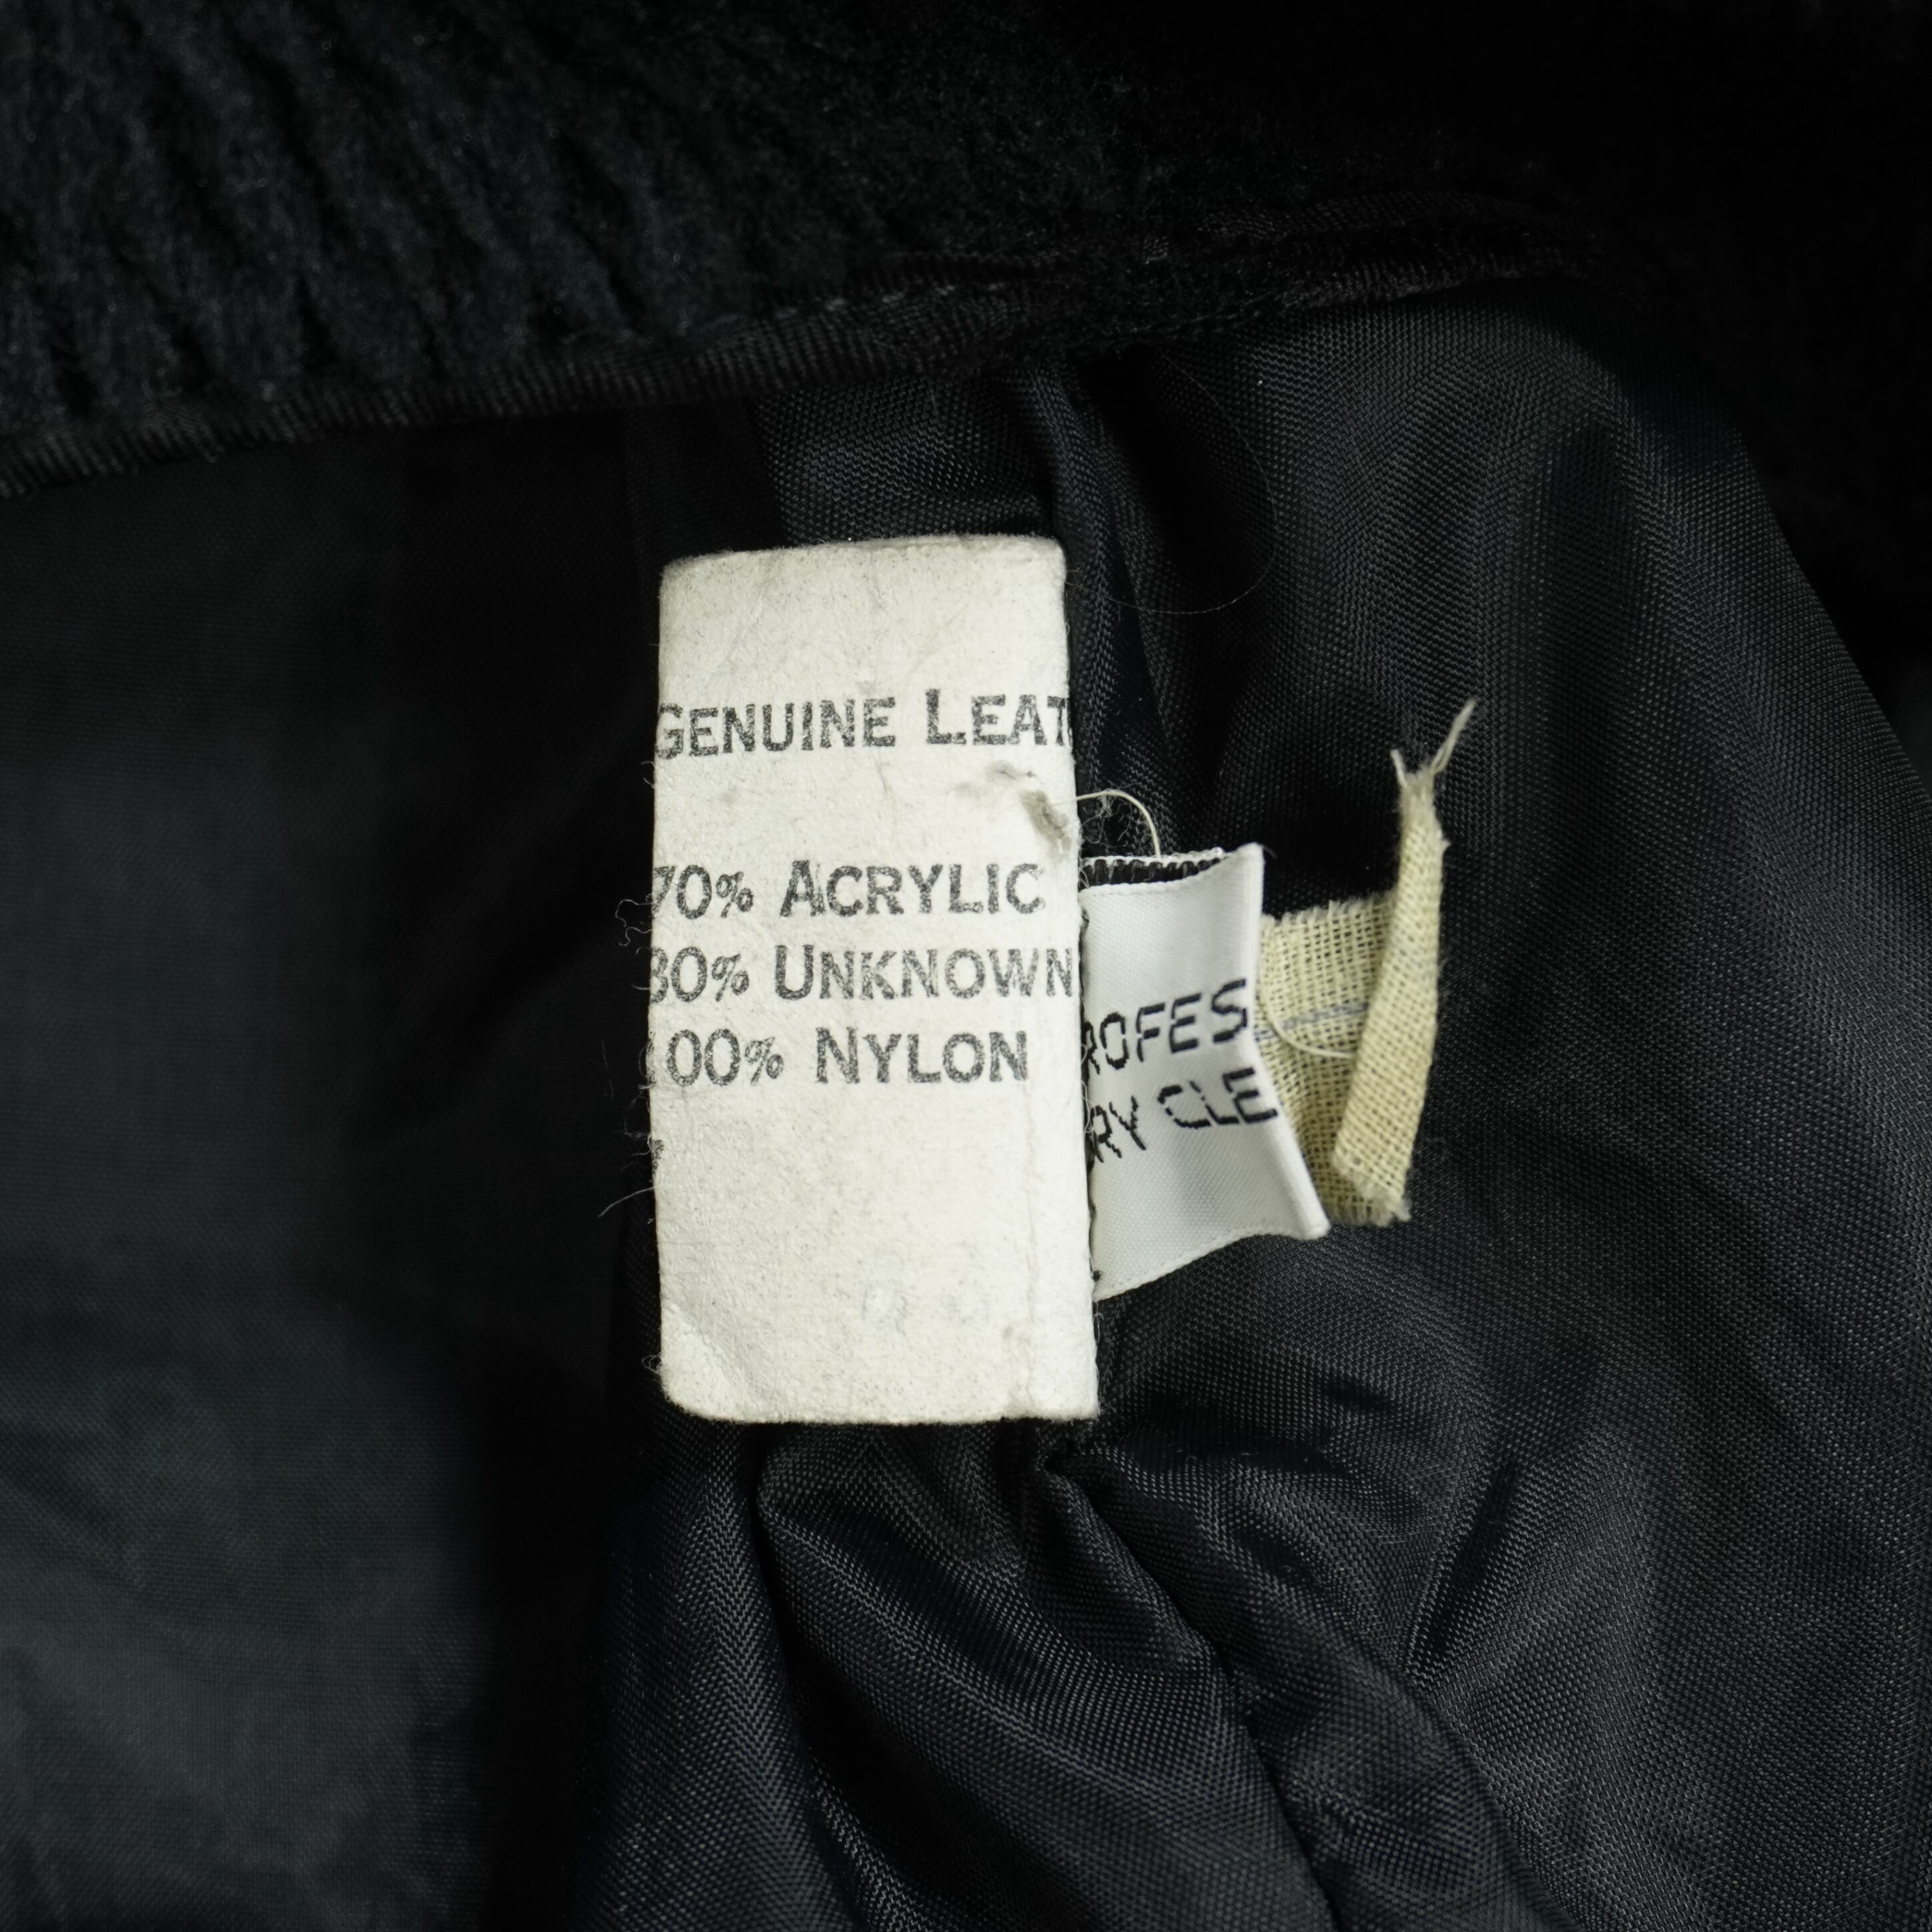 GENUINE LEAT
70% ACRYLIC
30% UNKNOWN
100% NYLON
ROFES
RY CLE